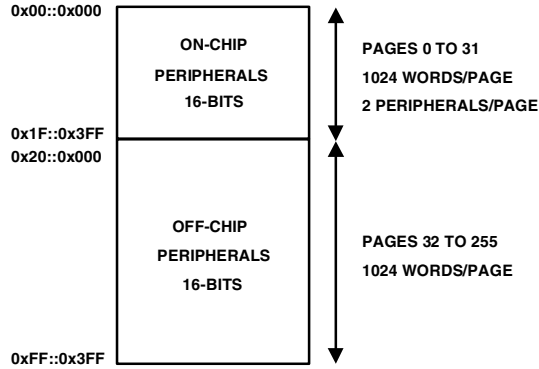 0x00::0x000
ON-CHIP
PERIPHERALS
16-BITS
PAGES 0 TO 31
1024 WORDS/PAGE
2 PERIPHERALS/PAGE
0x1F::0x3FF
0x20::0x000
OFF-CHIP
PERIPHERALS
16-BITS
PAGES 32 TO 255
1024 WORDS/PAGE
0xFF::0x3FF